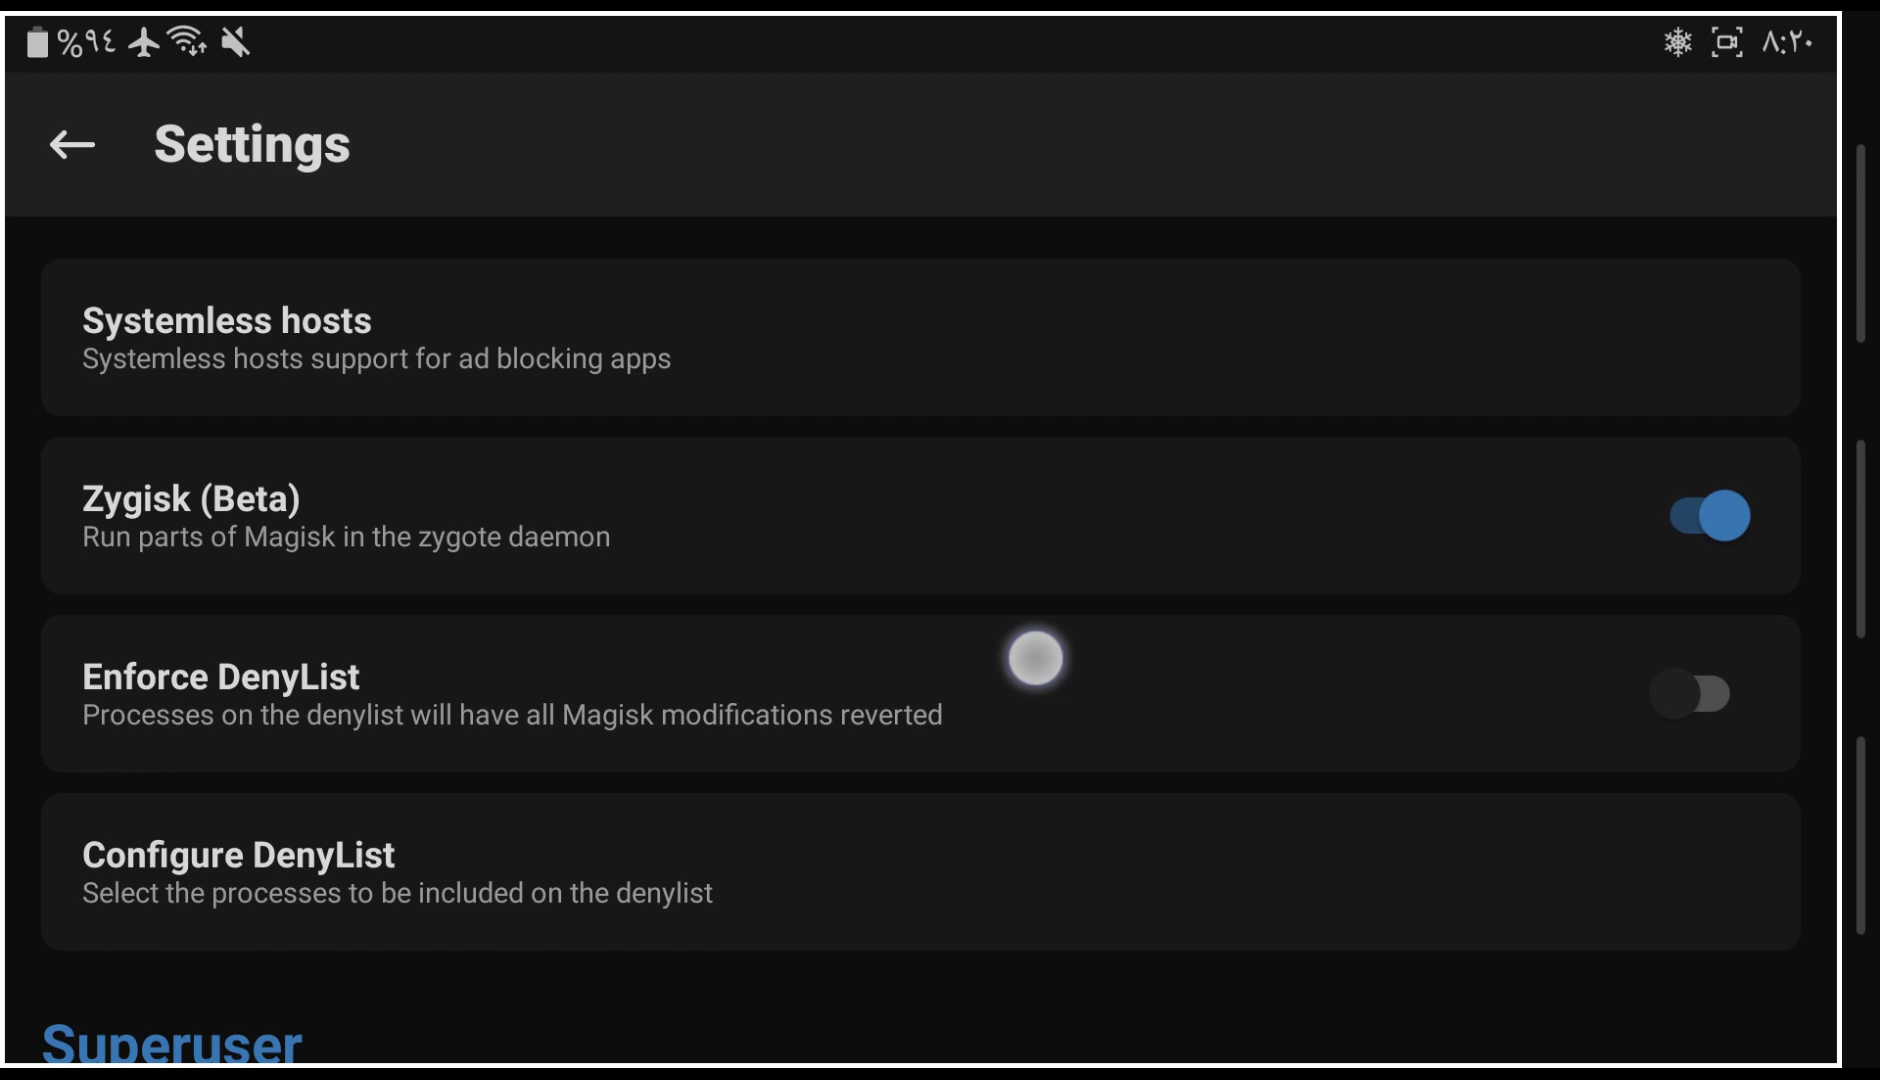 %٩٤
٨:٢٠
Settings
Systemless hosts
Systemless hosts support for ad blocking apps
Zygisk (Beta)
Run parts of Magisk in the zygote daemon
Enforce DenyList
Processes on the denylist will have all Magisk modifications reverted
Configure DenyList
Select the processes to be included on the denylist
Superuser